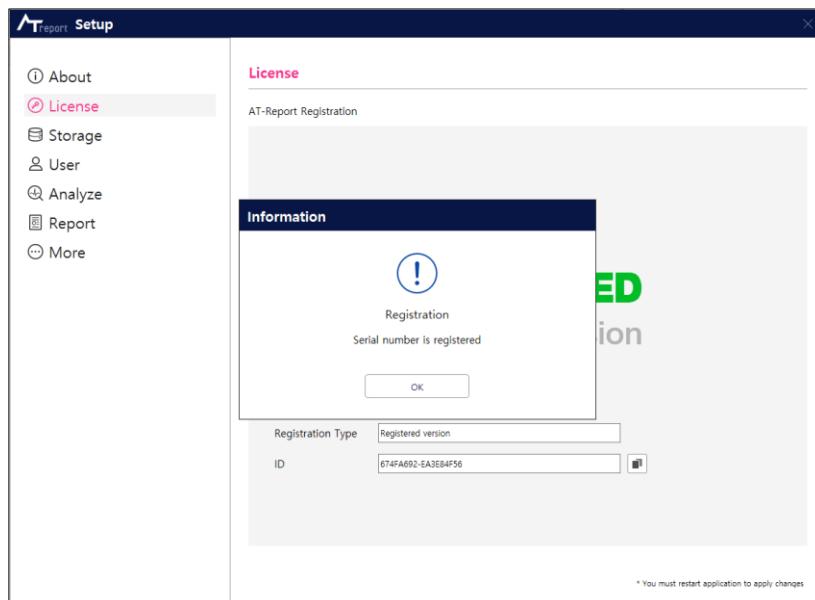 ATreport Setup
About
License
Storage
User
Analyze
Report
More
License
AT-Report Registration
Information
Registration
Serial number is registered
OK
ED
ion
Registration Type
Registered version
ID
674FA692-EA3E84F56
* You must restart application to apply changes